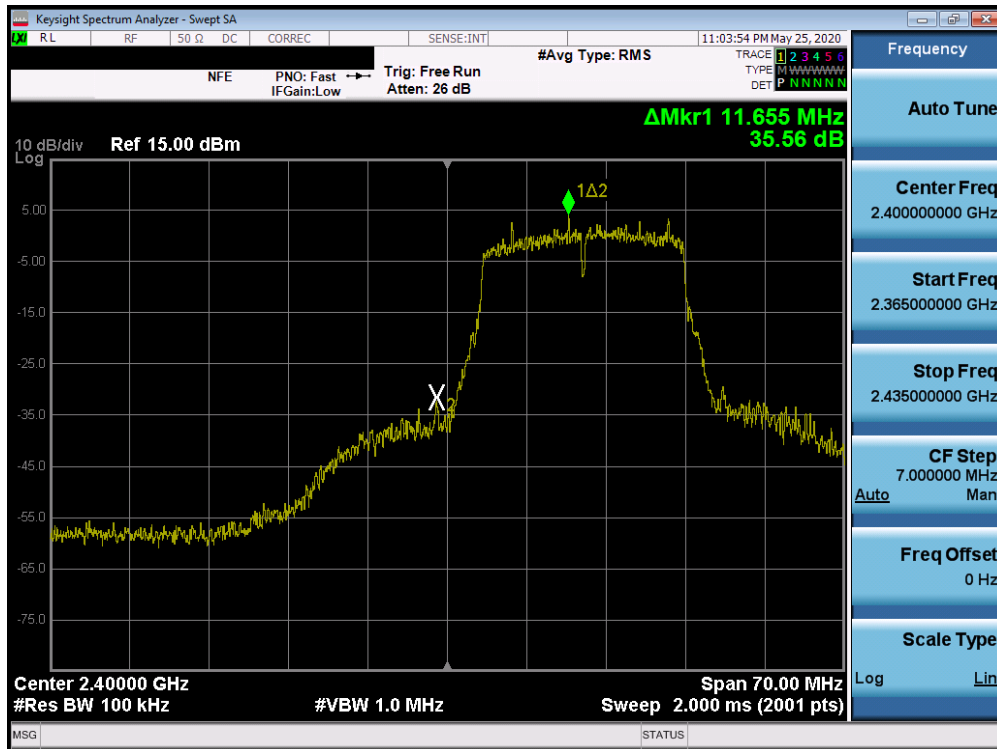 Keysight Spectrum Analyzer - Swept SA
LXI RL RF 50 Ω DC CORREC SENSE:INT 11:03:54 PM May 25, 2020
#Avg Type: RMS TRACE 1 2 3 4 5 6
NFE PNO: Fast Trig: Free Run TYPE M WWWWW
IFGain:Low Atten: 26 dB DET P N N N N N
ΔMkr1 11.655 MHz
35.56 dB
10 dB/div Ref 15.00 dBm
Log
1Δ2
5.00
-5.00
-15.0
-25.0
-35.0
X2
-45.0
-55.0
-65.0
-75.0
Center 2.40000 GHz Span 70.00 MHz
#Res BW 100 kHz #VBW 1.0 MHz Sweep 2.000 ms (2001 pts)
MSG STATUS
Frequency
Auto Tune
Center Freq
2.400000000 GHz
Start Freq
2.365000000 GHz
Stop Freq
2.435000000 GHz
CF Step
7.000000 MHz
Auto Man
Freq Offset
0 Hz
Scale Type
Log Lin